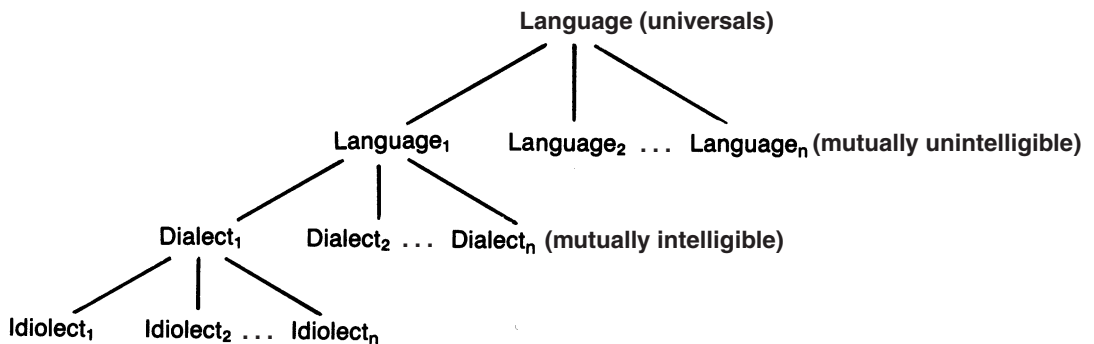 Language (universals)
Language₁ Language₂ ... Languageₙ (mutually unintelligible)
Dialect₁ Dialect₂ ... Dialectₙ (mutually intelligible)
Idiolect₁ Idiolect₂ ... Idiolectₙ